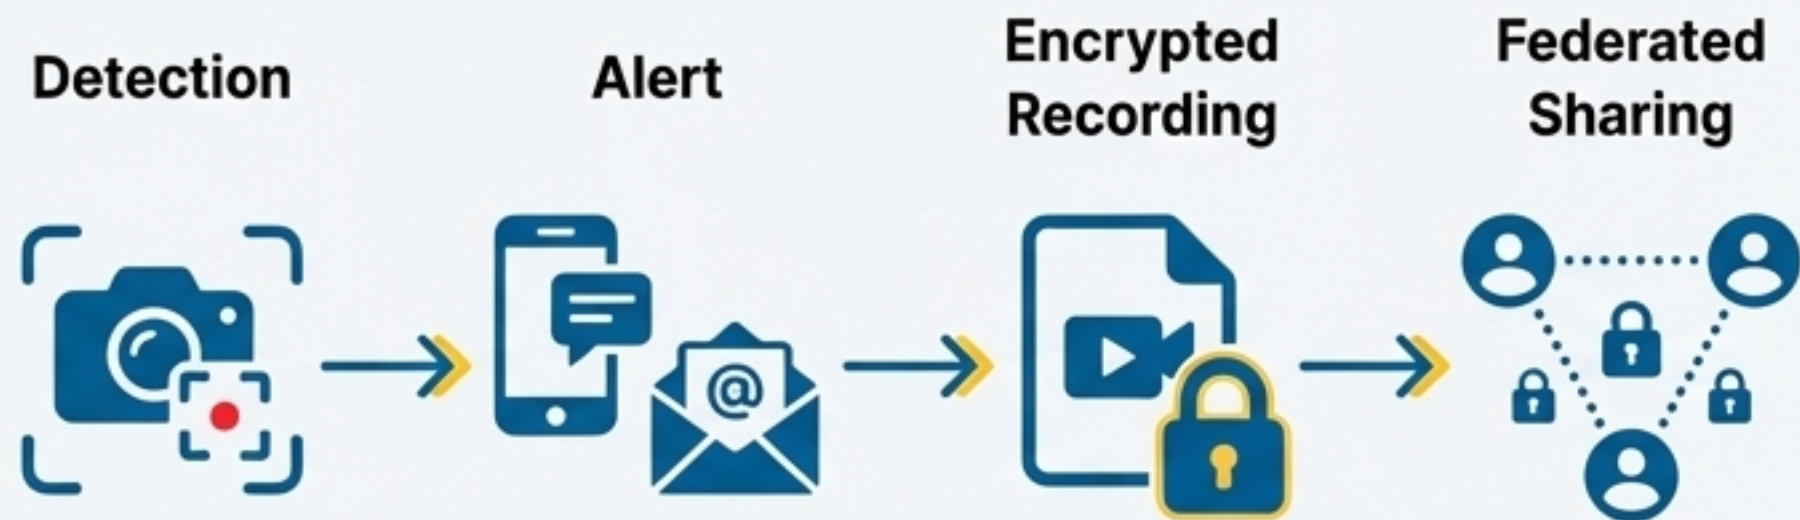 Detection
Alert
Encrypted
Recording
Federated
Sharing
@